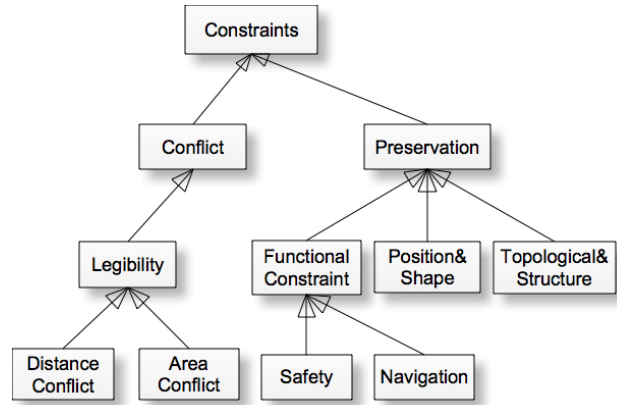 Constraints
Conflict
Preservation
Legibility
Functional
Constraint
Position&
Shape
Topological&
Structure
Distance
Conflict
Area
Conflict
Safety
Navigation